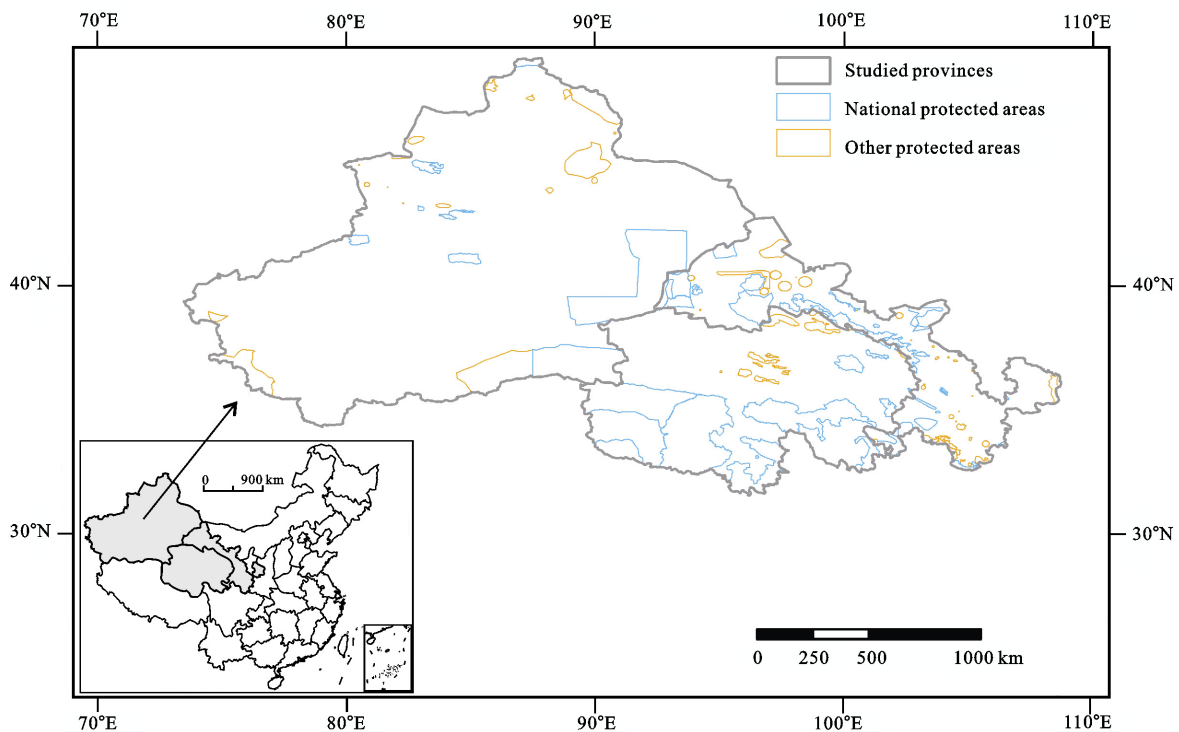 70°E 80°E 90°E 100°E 110°E
Studied provinces
National protected areas
Other protected areas
40°N 40°N
0 900 km
30°N 30°N
0 250 500 1000 km
70°E 80°E 90°E 100°E 110°E